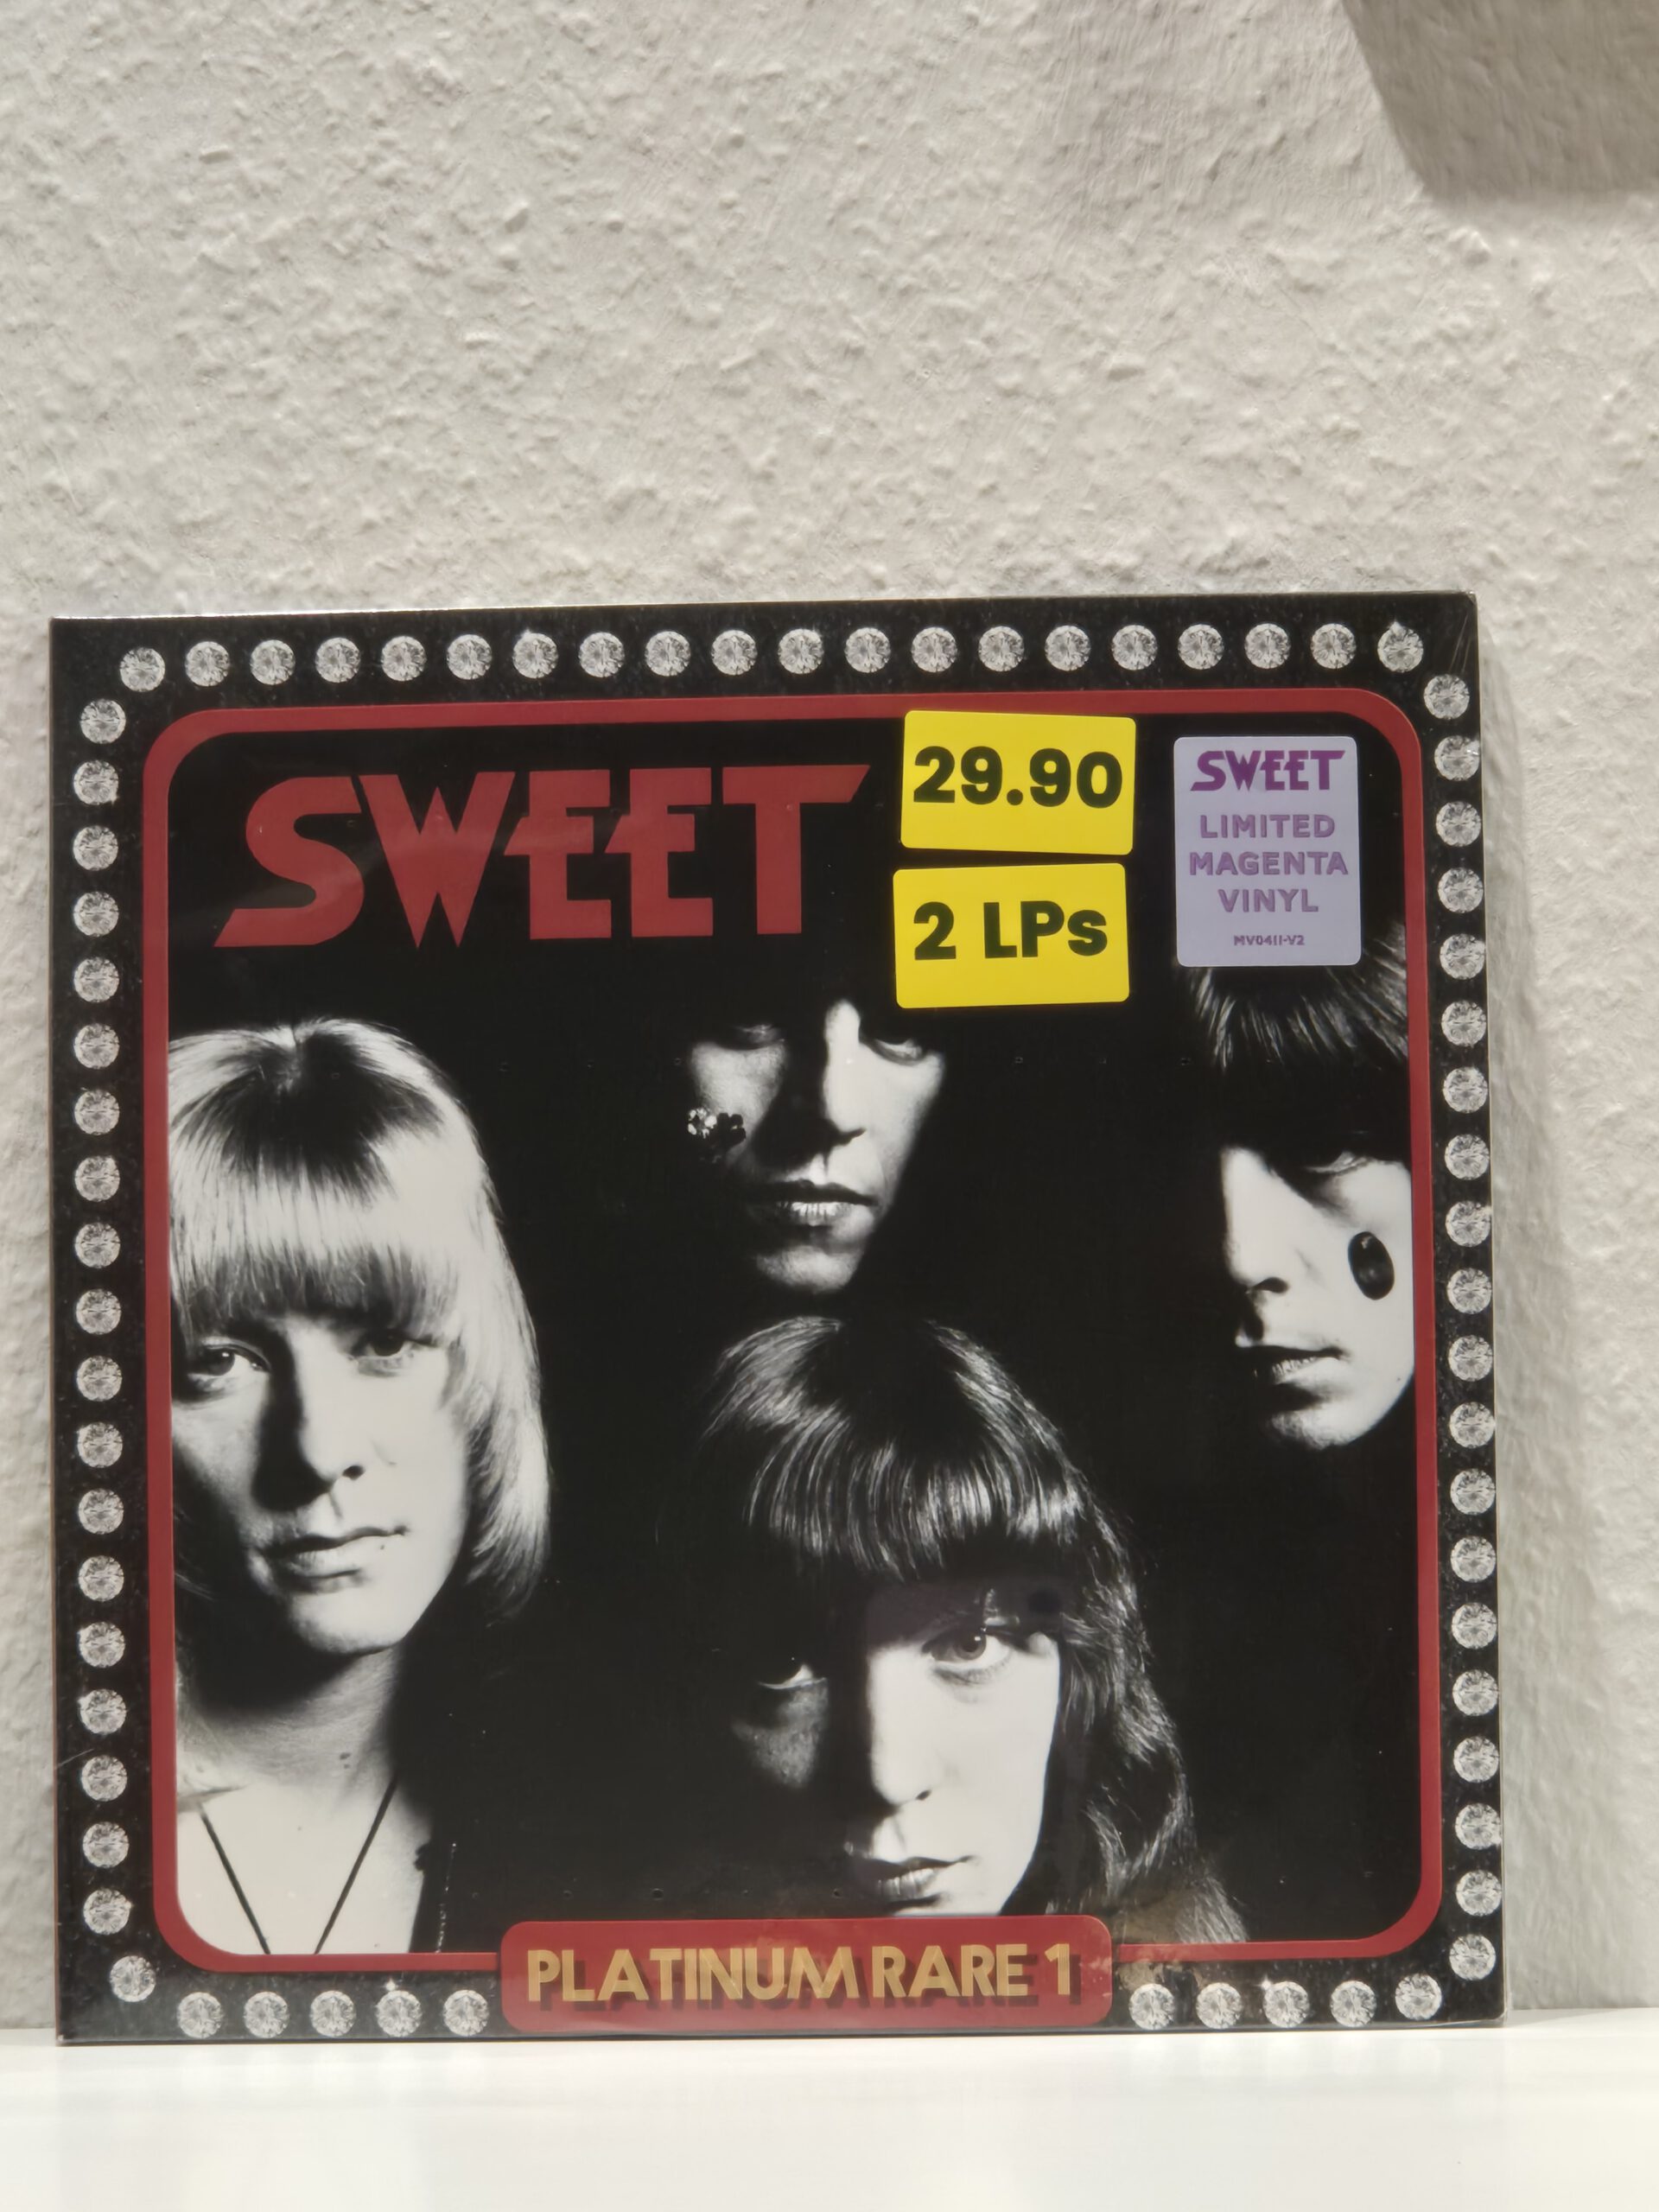 SWEET
29.90
2 LPs
SWEET
LIMITED
MAGENTA
VINYL
MV0411-V2
PLATINUM RARE 1